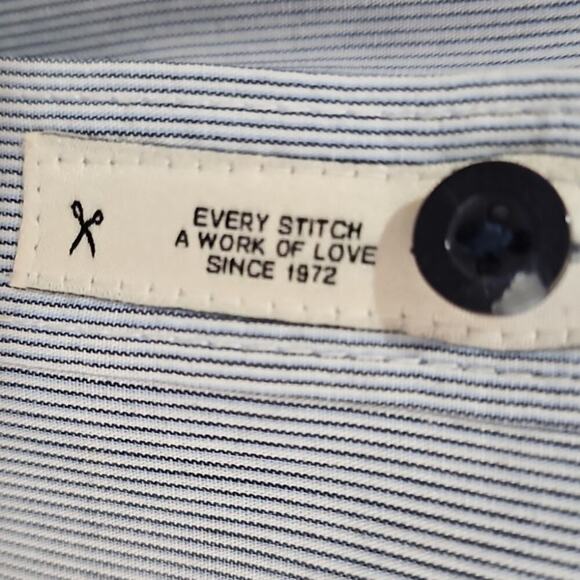 EVERY STITCH
A WORK OF LOVE
SINCE 1972